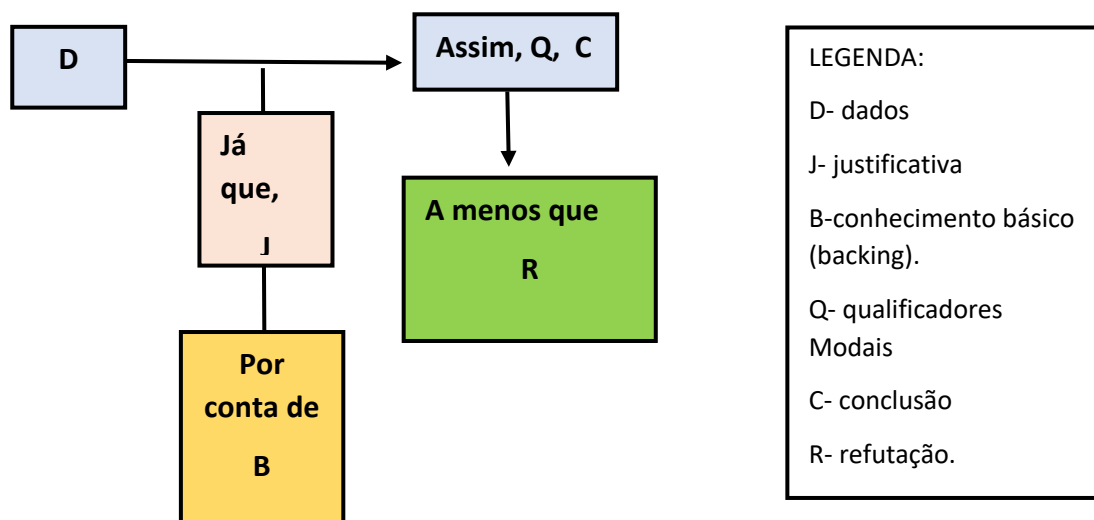 D
Assim, Q, C
Já
que,
J
A menos que
R
Por
conta de
B
LEGENDA:
D- dados
J- justificativa
B-conhecimento básico
(backing).
Q- qualificadores
Modais
C- conclusão
R- refutação.